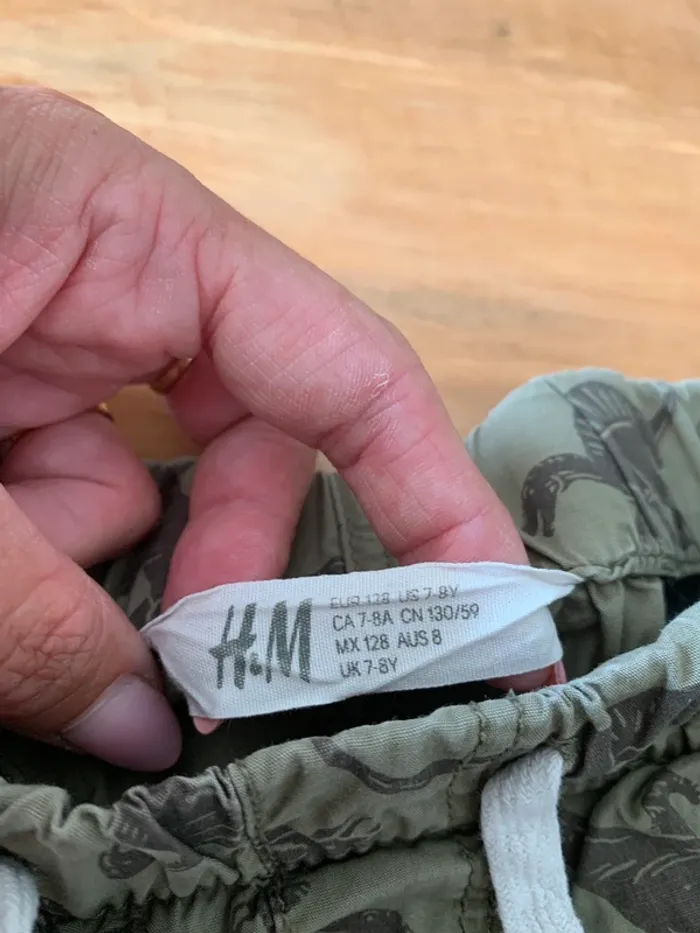 H&M
EUR 128 US 7-8Y
CA 7-8A CN 130/59
MX 128 AUS 8
UK 7-8Y